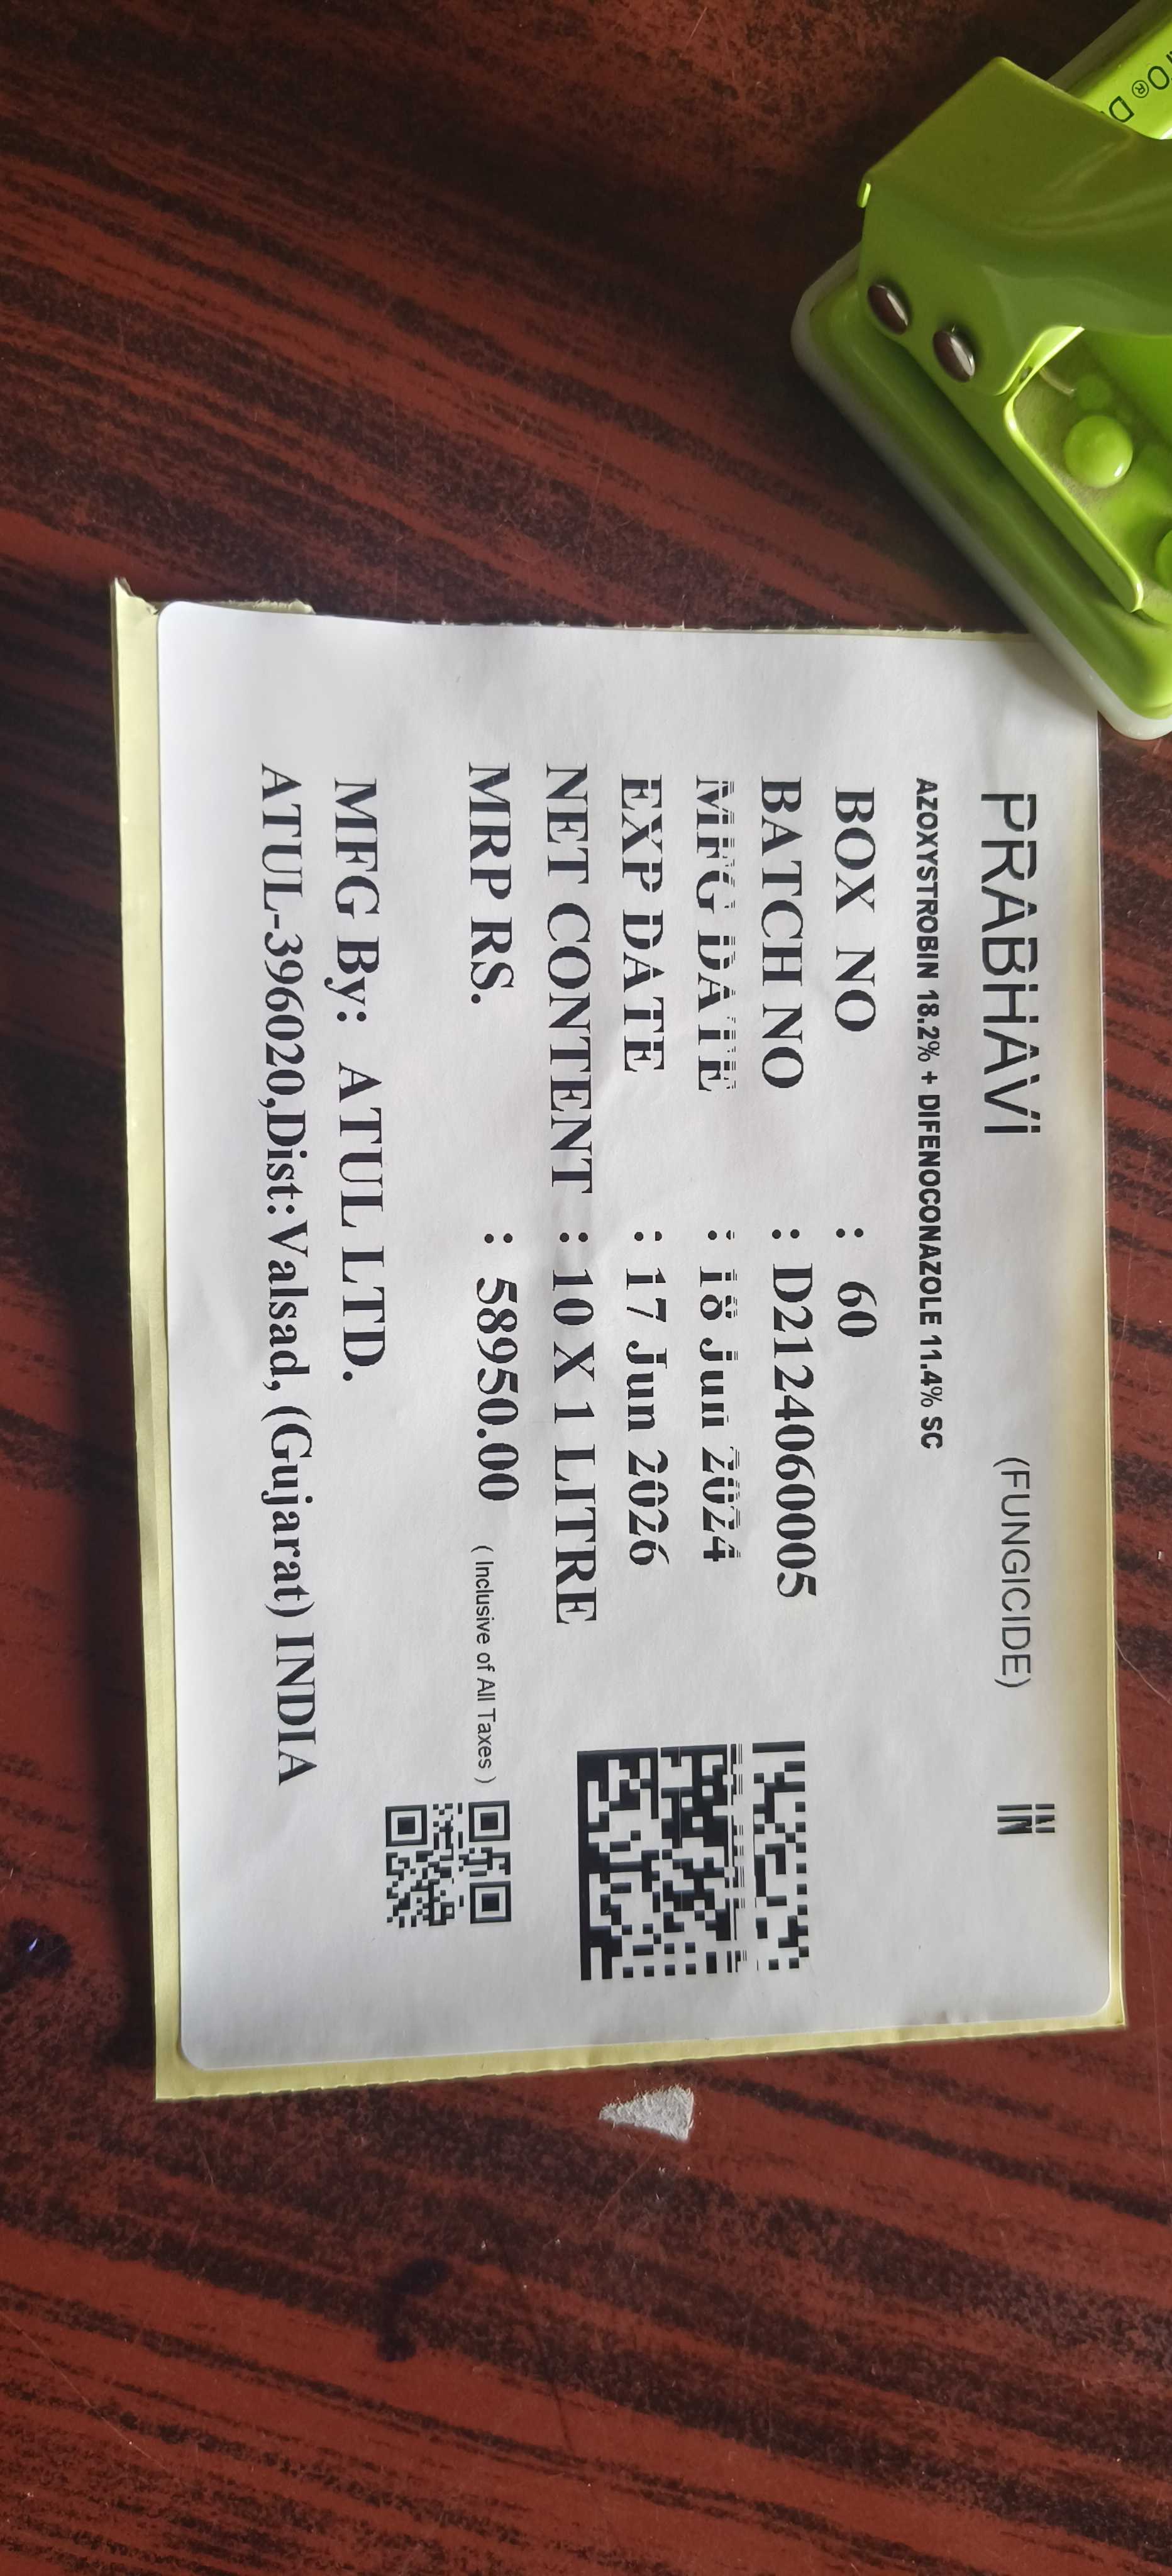 PRABHAVI (FUNGICIDE) IN
AZOXYSTROBIN 18.2% + DIFENOCONAZOLE 11.4% SC
BOX NO : 60
BATCH NO : D2124060005
MFG DATE : 18 Jun 2024
EXP DATE : 17 Jun 2026
NET CONTENT : 10 X 1 LITRE
MRP RS. : 58950.00 ( Inclusive of All Taxes )
MFG By: ATUL LTD.
ATUL-396020,Dist:Valsad, (Gujarat) INDIA